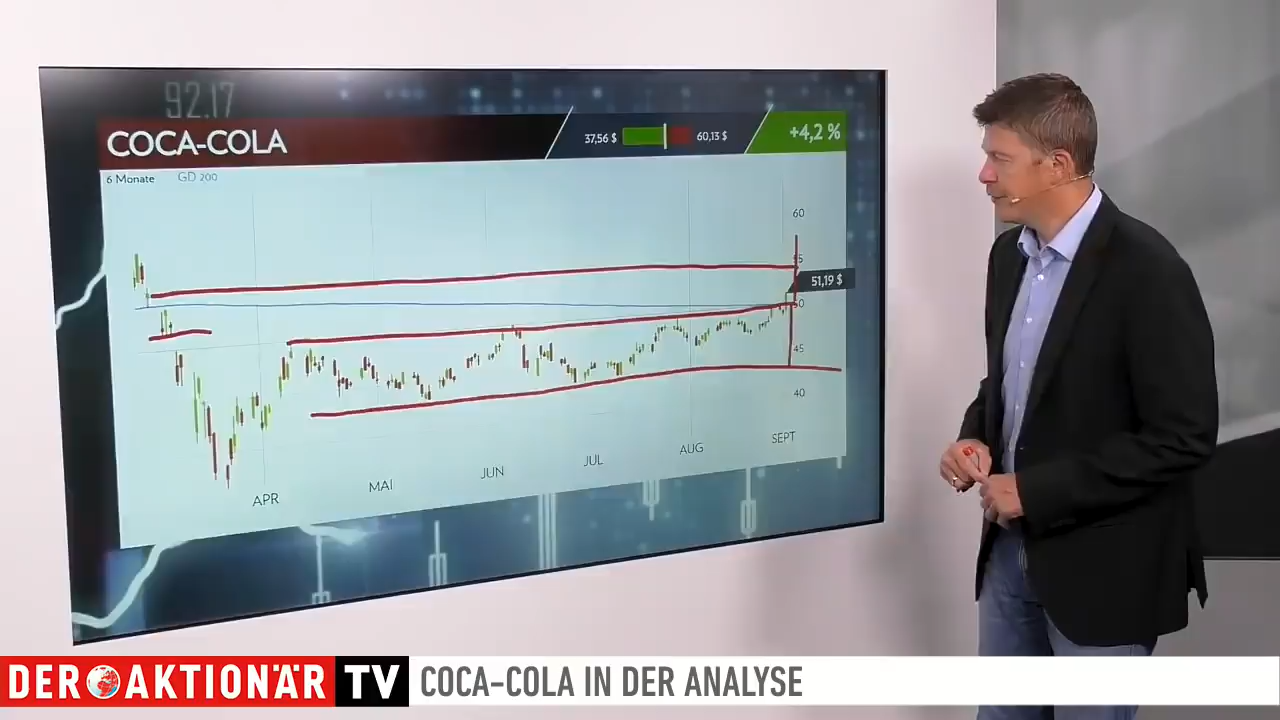 92.17
COCA-COLA
37,56 $ 60,13 $
+4,2 %
6 Monate GD 200
60
51,19 $
45
40
APR MAI JUN JUL AUG SEPT
DER AKTIONÄR TV COCA-COLA IN DER ANALYSE